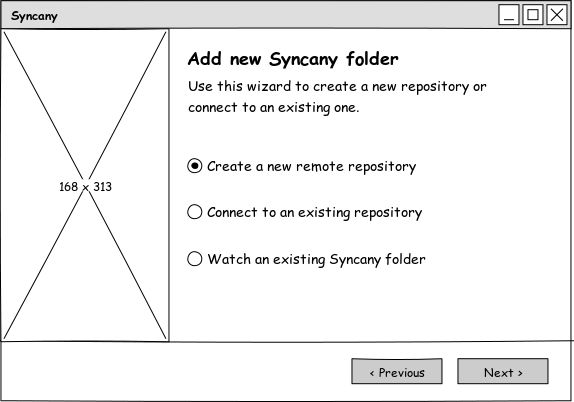 Syncany
Add new Syncany folder
Use this wizard to create a new repository or
connect to an existing one.
168 x 313
Create a new remote repository
Connect to an existing repository
Watch an existing Syncany folder
‹ Previous
Next ›